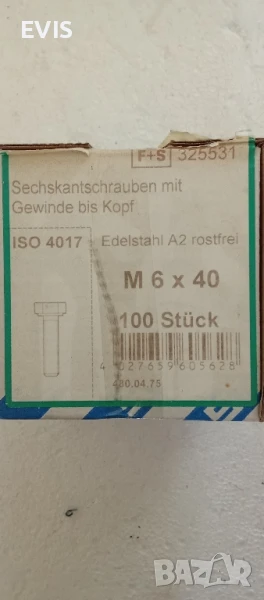 EVIS
F+S 325531
Sechskantschrauben mit
Gewinde bis Kopf
ISO 4017
Edelstahl A2 rostfrei
M 6 x 40
100 Stück
4 027659 605628
430.04.75
BAZAR